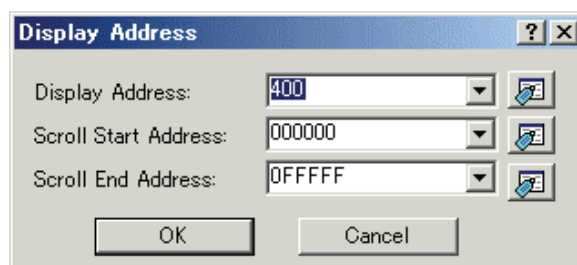 Display Address
Display Address: 400
Scroll Start Address: 000000
Scroll End Address: 0FFFFF
OK Cancel